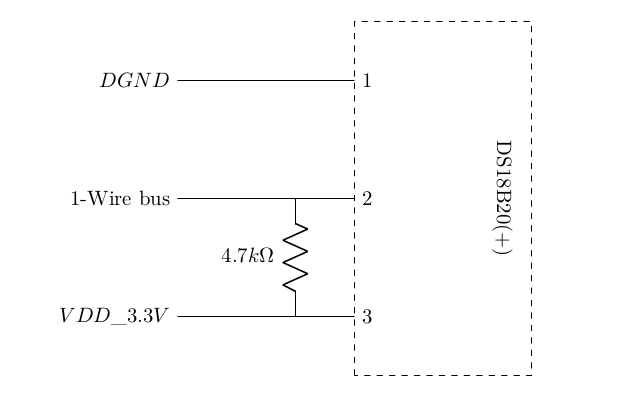 DGND
1
1-Wire bus
2
DS18B20(+)
4.7kΩ
VDD_3.3V
3